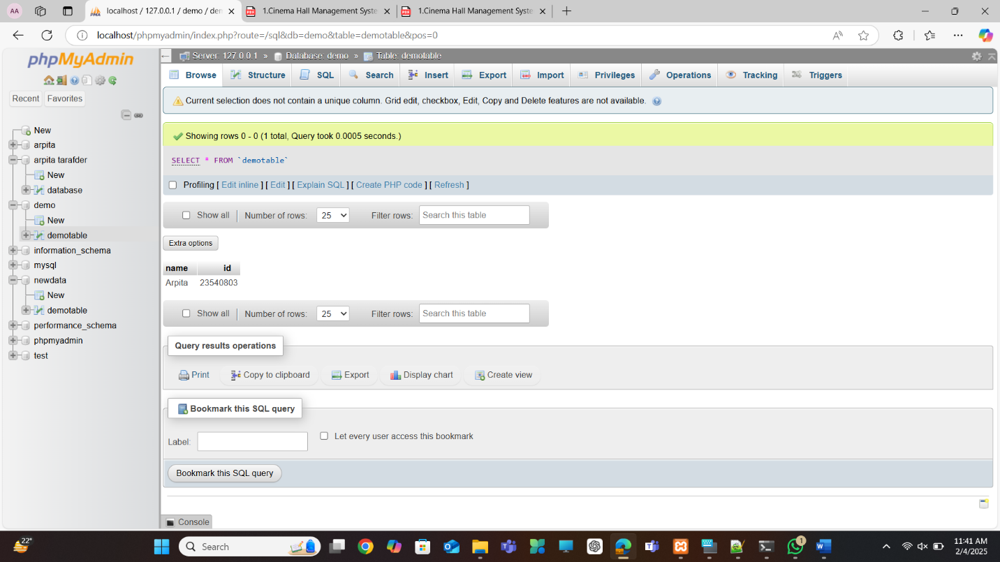 AA
localhost / 127.0.0.1 / demo / den
1.Cinema Hall Management Syste
1.Cinema Hall Management Syste
localhost/phpmyadmin/index.php?route=/sql&db=demo&table=demotable&pos=0
phpMyAdmin
Recent Favorites
New
arpita
arpita tarafder
New
database
demo
New
demotable
information_schema
mysql
newdata
New
demotable
performance_schema
phpmyadmin
test
Server: 127.0.0.1 » Database: demo » Table: demotable
Browse Structure SQL Search Insert Export Import Privileges Operations Tracking Triggers
Current selection does not contain a unique column. Grid edit, checkbox, Edit, Copy and Delete features are not available.
Showing rows 0 - 0 (1 total, Query took 0.0005 seconds.)
SELECT * FROM `demotable`
Profiling [ Edit inline ] [ Edit ] [ Explain SQL ] [ Create PHP code ] [ Refresh ]
Show all Number of rows: 25 Filter rows: Search this table
Extra options
name id
Arpita 23540803
Show all Number of rows: 25 Filter rows: Search this table
Query results operations
Print Copy to clipboard Export Display chart Create view
Bookmark this SQL query
Label: Let every user access this bookmark
Bookmark this SQL query
Console
22°
Search
1
11:41 AM
2/4/2025